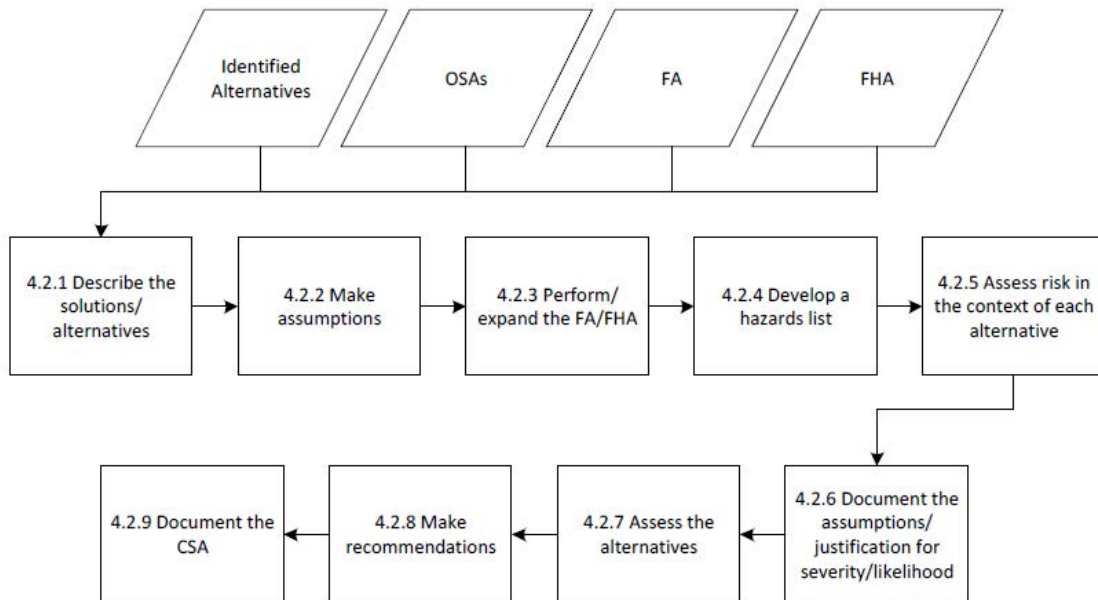 Identified
Alternatives
OSAs
FA
FHA
4.2.1 Describe the
solutions/
alternatives
4.2.2 Make
assumptions
4.2.3 Perform/
expand the FA/FHA
4.2.4 Develop a
hazards list
4.2.5 Assess risk in
the context of each
alternative
4.2.6 Document the
assumptions/
justification for
severity/likelihood
4.2.7 Assess the
alternatives
4.2.8 Make
recommendations
4.2.9 Document the
CSA